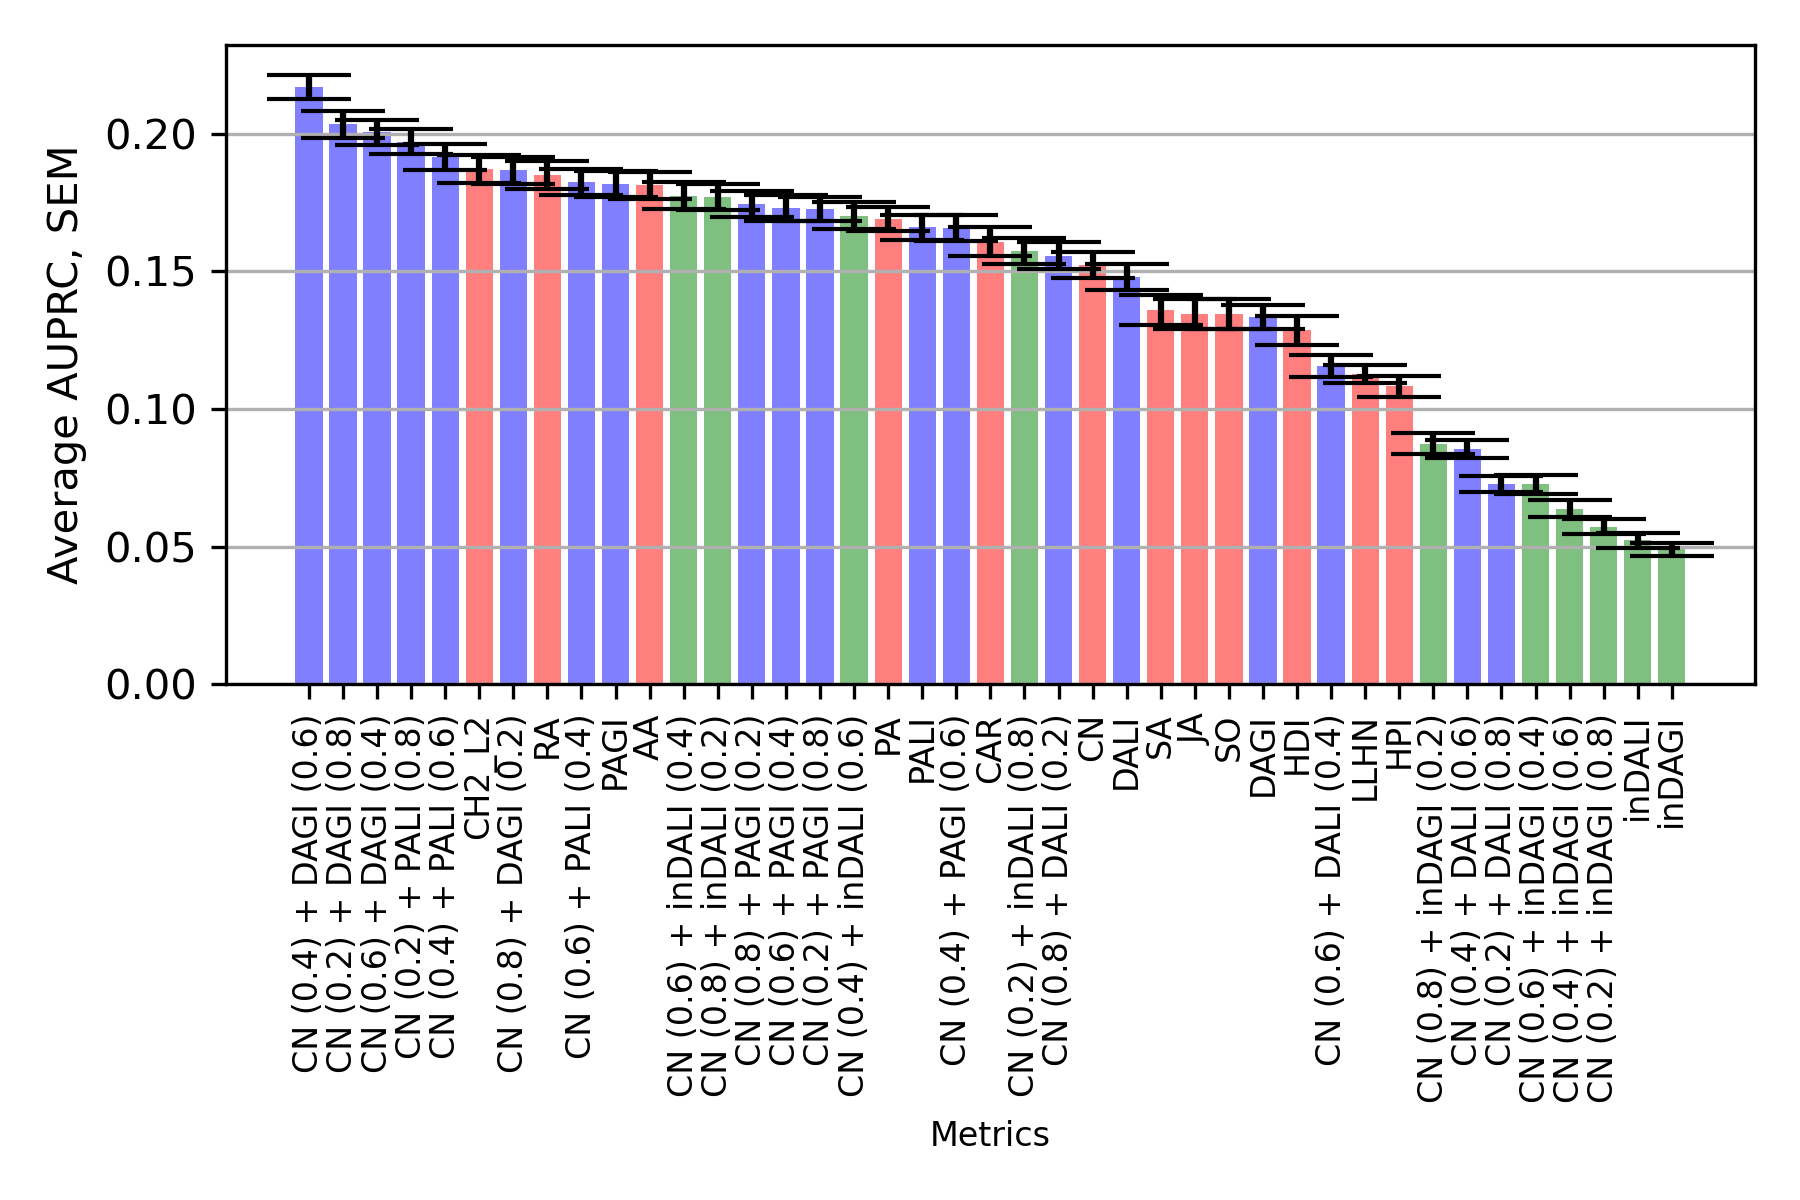 Average AUPRC, SEM
0.20
0.15
0.10
0.05
0.00
CN (0.4) + DAGI (0.6)
CN (0.2) + DAGI (0.8)
CN (0.6) + DAGI (0.4)
CN (0.2) + PALI (0.8)
CN (0.4) + PALI (0.6)
CH2_L2
CN (0.8) + DAGI (0.2)
RA
CN (0.6) + PALI (0.4)
PAGI
AA
CN (0.6) + inDALI (0.4)
CN (0.8) + inDALI (0.2)
CN (0.8) + PAGI (0.2)
CN (0.6) + PAGI (0.4)
CN (0.2) + PAGI (0.8)
CN (0.4) + inDALI (0.6)
PA
PALI
CN (0.4) + PAGI (0.6)
CAR
CN (0.2) + inDALI (0.8)
CN (0.8) + DALI (0.2)
CN
DALI
SA
JA
SO
DAGI
HDI
CN (0.6) + DALI (0.4)
LLHN
HPI
CN (0.8) + inDAGI (0.2)
CN (0.4) + DALI (0.6)
CN (0.2) + DALI (0.8)
CN (0.6) + inDAGI (0.4)
CN (0.4) + inDAGI (0.6)
CN (0.2) + inDAGI (0.8)
inDALI
inDAGI
Metrics